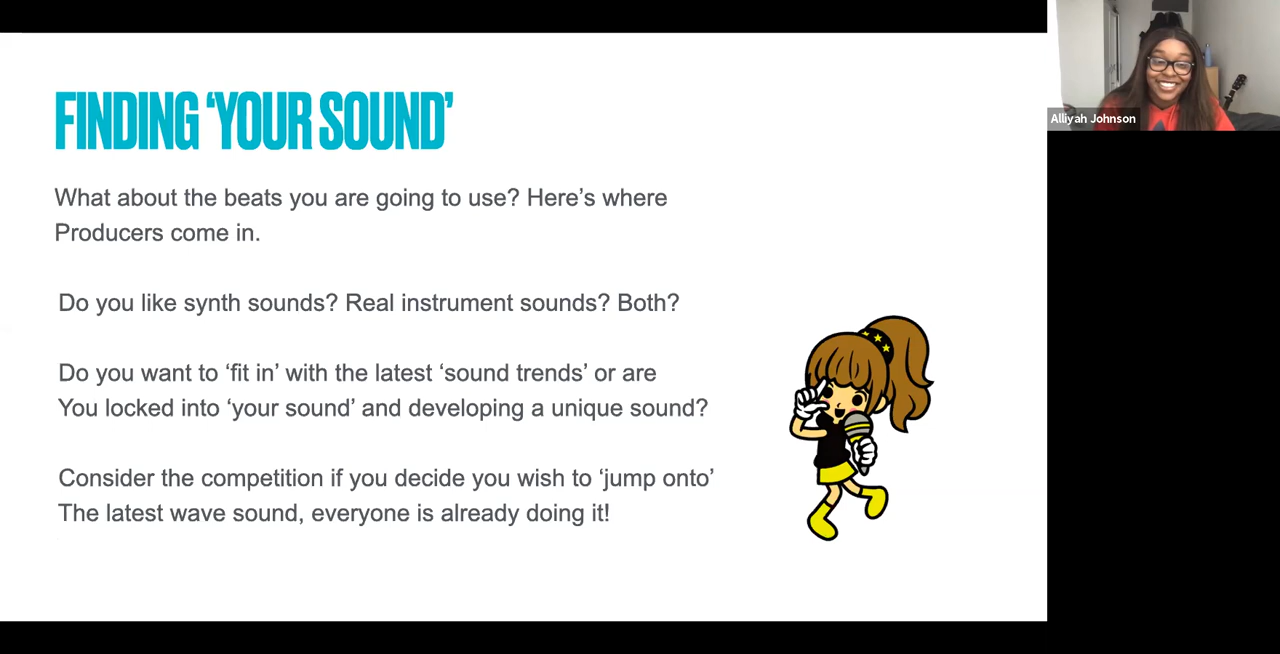 FINDING ‘YOUR SOUND’
What about the beats you are going to use? Here’s where
Producers come in.
Do you like synth sounds? Real instrument sounds? Both?
Do you want to ‘fit in’ with the latest ‘sound trends’ or are
You locked into ‘your sound’ and developing a unique sound?
Consider the competition if you decide you wish to ‘jump onto’
The latest wave sound, everyone is already doing it!
Alliyah Johnson